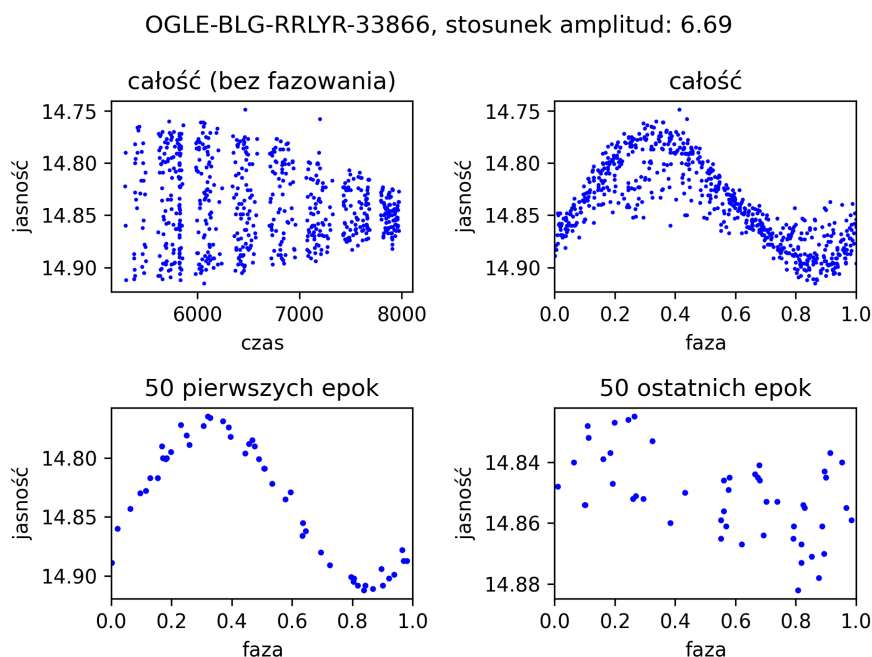 OGLE-BLG-RRLYR-33866, stosunek amplitud: 6.69
całość (bez fazowania)
14.75
14.80
14.85
14.90
jasność
6000 7000 8000
czas
całość
14.75
14.80
14.85
14.90
jasność
0.0 0.2 0.4 0.6 0.8 1.0
faza
50 pierwszych epok
14.80
14.85
14.90
jasność
0.0 0.2 0.4 0.6 0.8 1.0
faza
50 ostatnich epok
14.84
14.86
14.88
jasność
0.0 0.2 0.4 0.6 0.8 1.0
faza